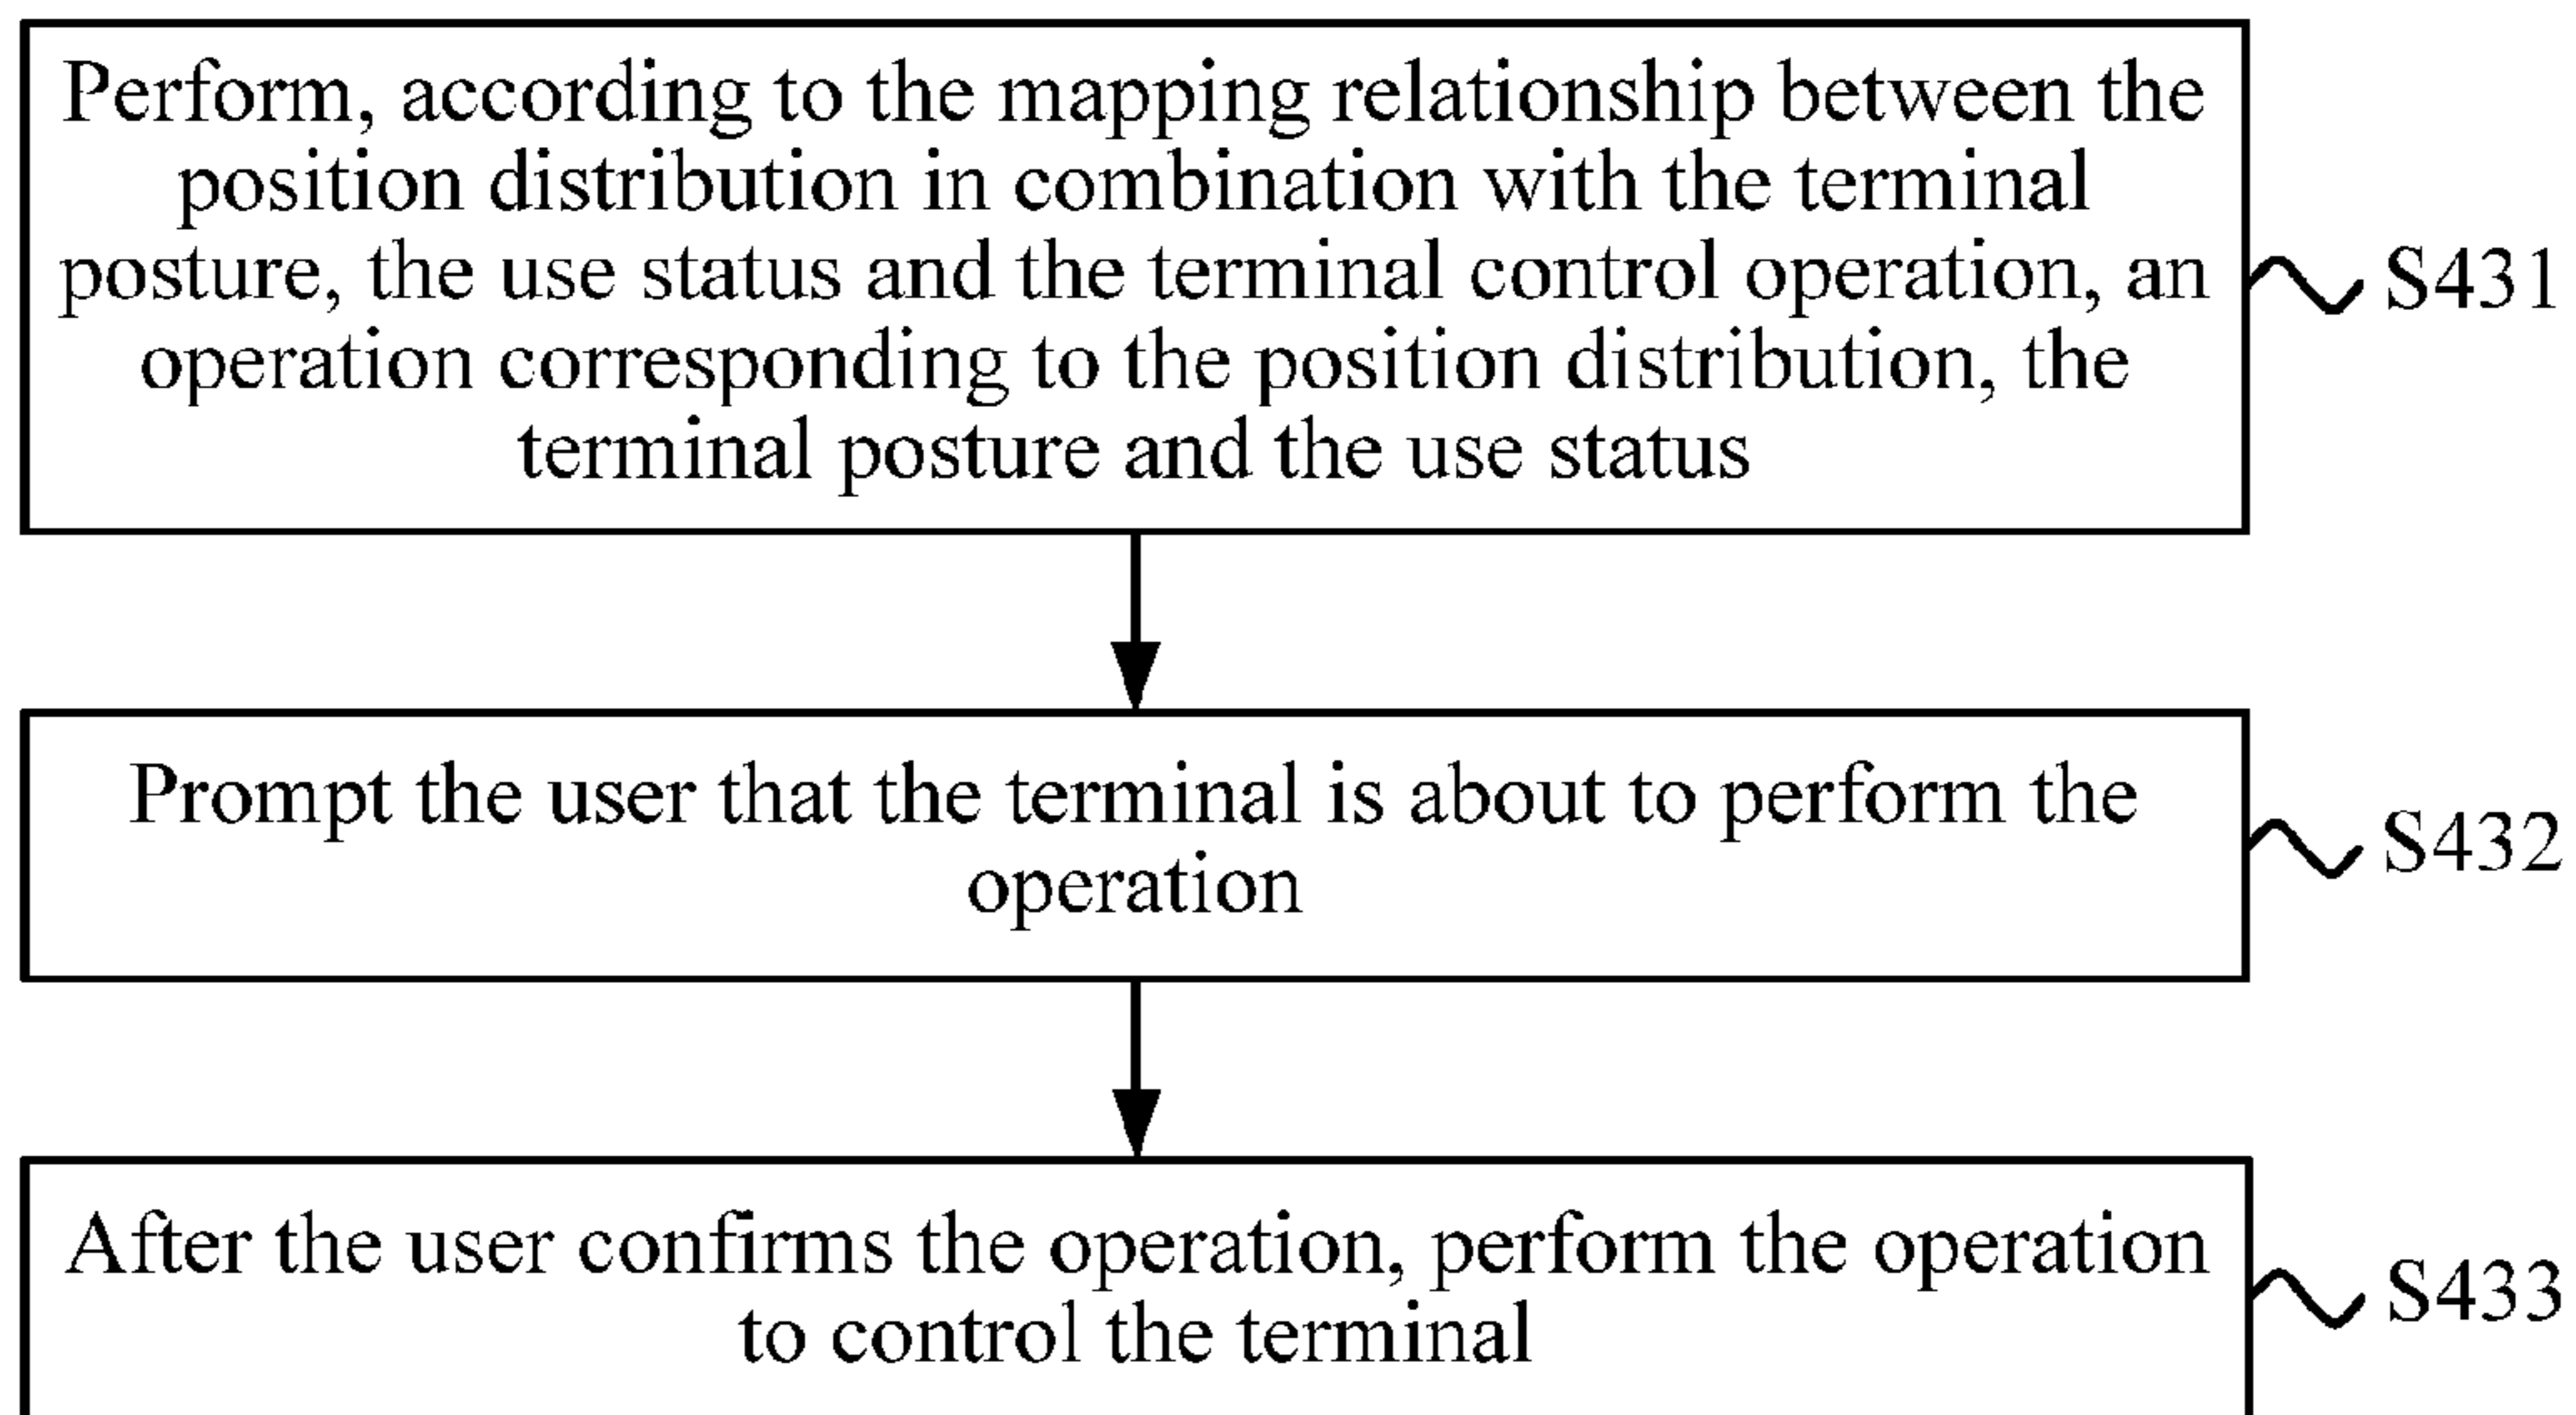 Perform, according to the mapping relationship between the
position distribution in combination with the terminal
posture, the use status and the terminal control operation, an
operation corresponding to the position distribution, the
terminal posture and the use status
S431
Prompt the user that the terminal is about to perform the
operation
S432
After the user confirms the operation, perform the operation
to control the terminal
S433